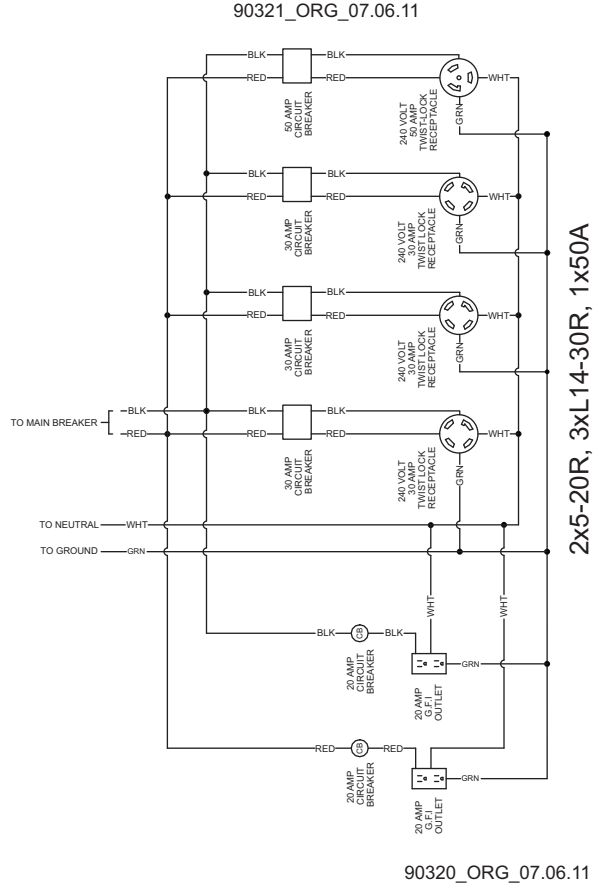 90321_ORG_07.06.11
BLK
BLK
RED
RED
WHT
GRN
50 AMP
CIRCUIT
BREAKER
240 VOLT
50 AMP
TWIST-LOCK
RECEPTACLE
BLK
BLK
RED
RED
WHT
GRN
30 AMP
CIRCUIT
BREAKER
240 VOLT
30 AMP
TWIST LOCK
RECEPTACLE
BLK
BLK
RED
RED
WHT
GRN
30 AMP
CIRCUIT
BREAKER
240 VOLT
30 AMP
TWIST LOCK
RECEPTACLE
TO MAIN BREAKER
BLK
RED
BLK
BLK
RED
RED
WHT
GRN
30 AMP
CIRCUIT
BREAKER
240 VOLT
30 AMP
TWIST LOCK
RECEPTACLE
2x5-20R, 3xL14-30R, 1x50A
TO NEUTRAL
WHT
TO GROUND
GRN
WHT
WHT
BLK
CB
BLK
GRN
20 AMP
CIRCUIT
BREAKER
20 AMP
G.F.I
OUTLET
RED
CB
RED
GRN
20 AMP
CIRCUIT
BREAKER
20 AMP
G.F.I
OUTLET
90320_ORG_07.06.11